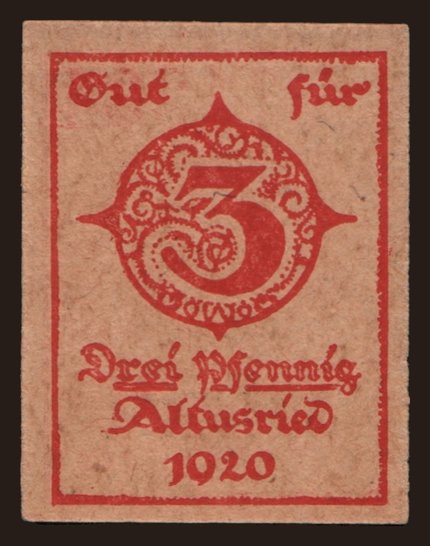 Gut für
3
Drei Pfennig
Altusried
1920